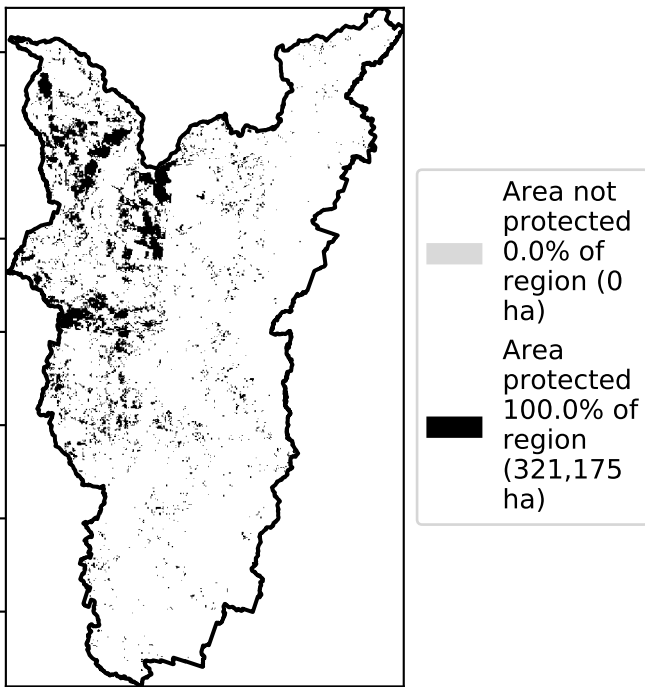 Area not
protected
0.0% of
region (0
ha)
Area
protected
100.0% of
region
(321,175
ha)